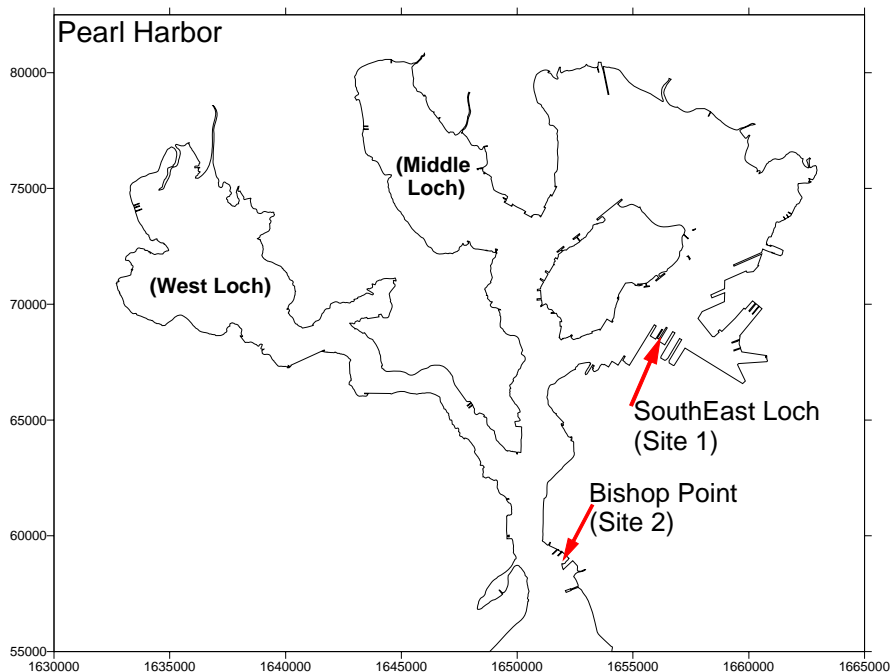 Pearl Harbor
80000
75000
70000
65000
60000
55000
(Middle
Loch)
(West Loch)
SouthEast Loch
(Site 1)
Bishop Point
(Site 2)
1630000 1635000 1640000 1645000 1650000 1655000 1660000 1665000